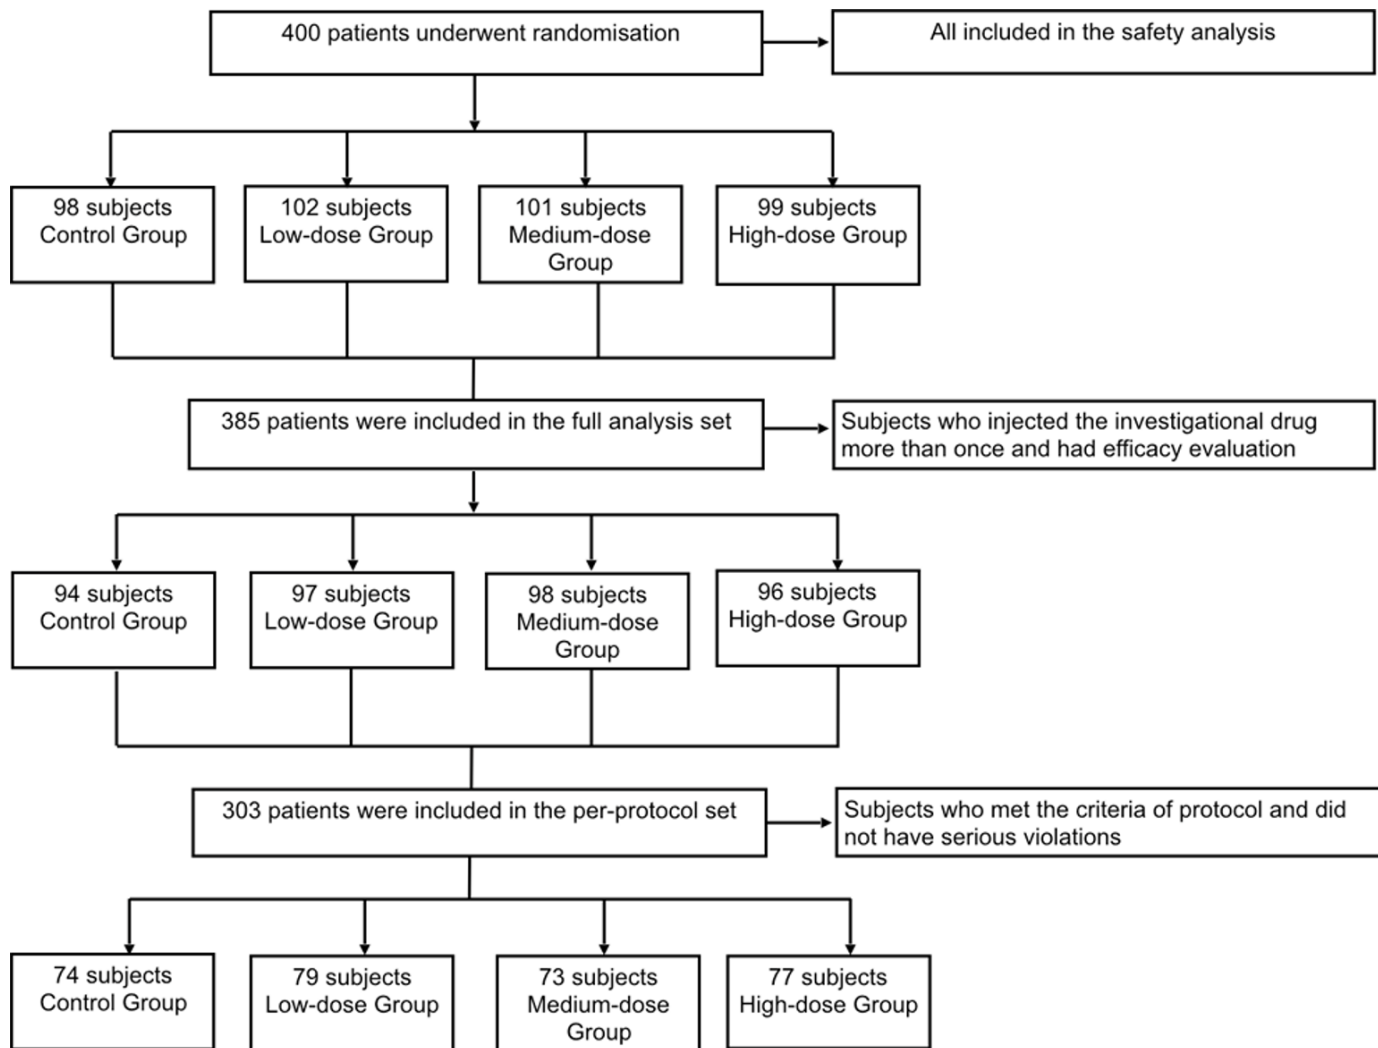 400 patients underwent randomisation
All included in the safety analysis
98 subjects
Control Group
102 subjects
Low-dose Group
101 subjects
Medium-dose
Group
99 subjects
High-dose Group
385 patients were included in the full analysis set
Subjects who injected the investigational drug
more than once and had efficacy evaluation
94 subjects
Control Group
97 subjects
Low-dose Group
98 subjects
Medium-dose
Group
96 subjects
High-dose Group
303 patients were included in the per-protocol set
Subjects who met the criteria of protocol and did
not have serious violations
74 subjects
Control Group
79 subjects
Low-dose Group
73 subjects
Medium-dose
Group
77 subjects
High-dose Group